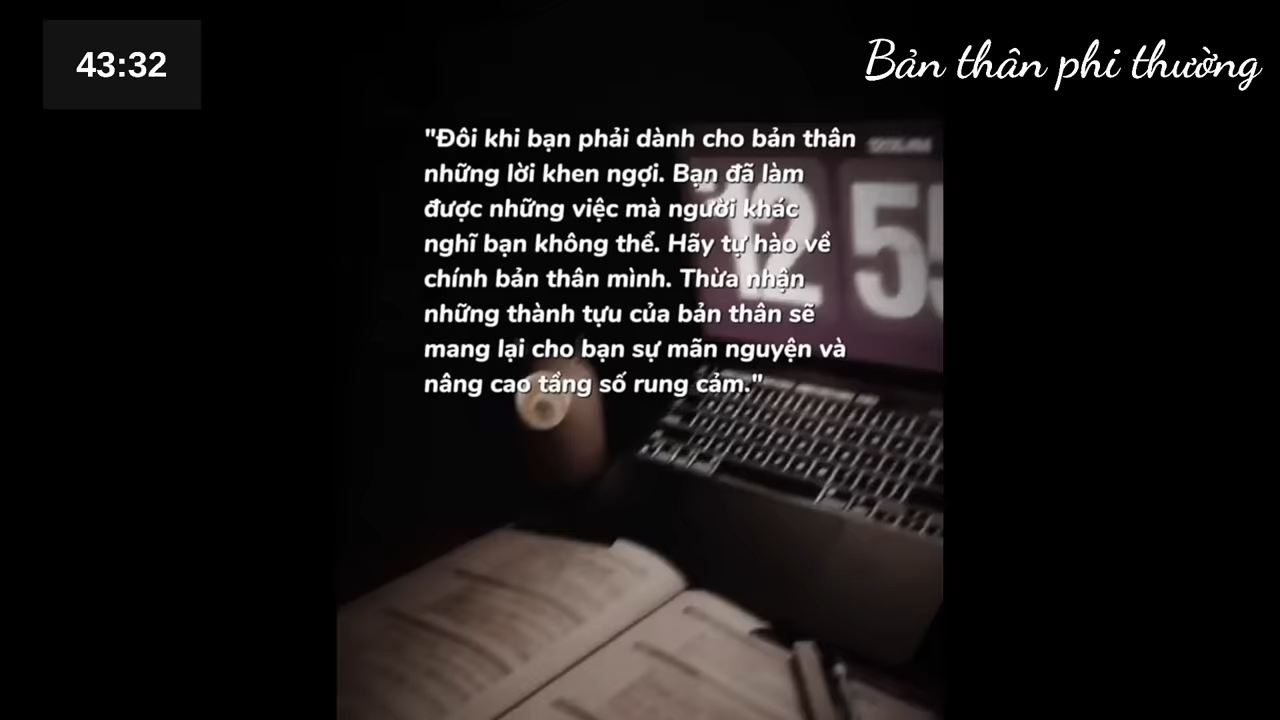 43:32
Bản thân phi thường
"Đôi khi bạn phải dành cho bản thân
những lời khen ngợi. Bạn đã làm
được những việc mà người khác
nghĩ bạn không thể. Hãy tự hào về
chính bản thân mình. Thừa nhận
những thành tựu của bản thân sẽ
mang lại cho bạn sự mãn nguyện và
nâng cao tầng số rung cảm."
12 55